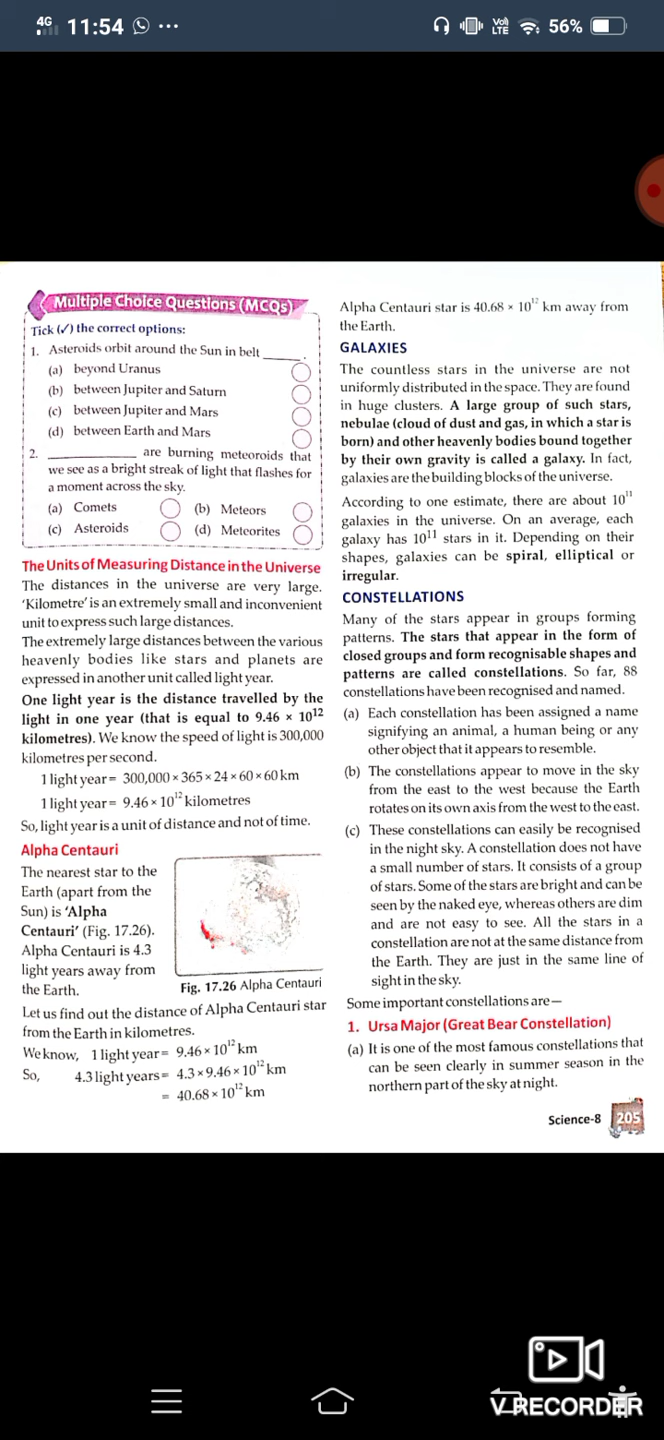 4G 11:54 ... Vo) LTE 56%
Multiple Choice Questions (MCQs)
Tick (✓) the correct options:
1. Asteroids orbit around the Sun in belt ______.
(a) beyond Uranus
(b) between Jupiter and Saturn
(c) between Jupiter and Mars
(d) between Earth and Mars
2. ____________ are burning meteoroids that
we see as a bright streak of light that flashes for
a moment across the sky.
(a) Comets (b) Meteors
(c) Asteroids (d) Meteorites
The Units of Measuring Distance in the Universe
The distances in the universe are very large.
'Kilometre' is an extremely small and inconvenient
unit to express such large distances.
The extremely large distances between the various
heavenly bodies like stars and planets are
expressed in another unit called light year.
One light year is the distance travelled by the
light in one year (that is equal to 9.46 × 10¹²
kilometres). We know the speed of light is 300,000
kilometres per second.
1 light year = 300,000 × 365 × 24 × 60 × 60 km
1 light year = 9.46 × 10¹² kilometres
So, light year is a unit of distance and not of time.
Alpha Centauri
The nearest star to the
Earth (apart from the
Sun) is 'Alpha
Centauri' (Fig. 17.26).
Alpha Centauri is 4.3
light years away from
the Earth.
Fig. 17.26 Alpha Centauri
Let us find out the distance of Alpha Centauri star
from the Earth in kilometres.
We know, 1 light year = 9.46 × 10¹² km
So, 4.3 light years = 4.3 × 9.46 × 10¹² km
= 40.68 × 10¹² km
Alpha Centauri star is 40.68 × 10¹² km away from
the Earth.
GALAXIES
The countless stars in the universe are not
uniformly distributed in the space. They are found
in huge clusters. A large group of such stars,
nebulae (cloud of dust and gas, in which a star is
born) and other heavenly bodies bound together
by their own gravity is called a galaxy. In fact,
galaxies are the building blocks of the universe.
According to one estimate, there are about 10¹¹
galaxies in the universe. On an average, each
galaxy has 10¹¹ stars in it. Depending on their
shapes, galaxies can be spiral, elliptical or
irregular.
CONSTELLATIONS
Many of the stars appear in groups forming
patterns. The stars that appear in the form of
closed groups and form recognisable shapes and
patterns are called constellations. So far, 88
constellations have been recognised and named.
(a) Each constellation has been assigned a name
signifying an animal, a human being or any
other object that it appears to resemble.
(b) The constellations appear to move in the sky
from the east to the west because the Earth
rotates on its own axis from the west to the east.
(c) These constellations can easily be recognised
in the night sky. A constellation does not have
a small number of stars. It consists of a group
of stars. Some of the stars are bright and can be
seen by the naked eye, whereas others are dim
and are not easy to see. All the stars in a
constellation are not at the same distance from
the Earth. They are just in the same line of
sight in the sky.
Some important constellations are—
1. Ursa Major (Great Bear Constellation)
(a) It is one of the most famous constellations that
can be seen clearly in summer season in the
northern part of the sky at night.
Science-8 205
V RECORDER